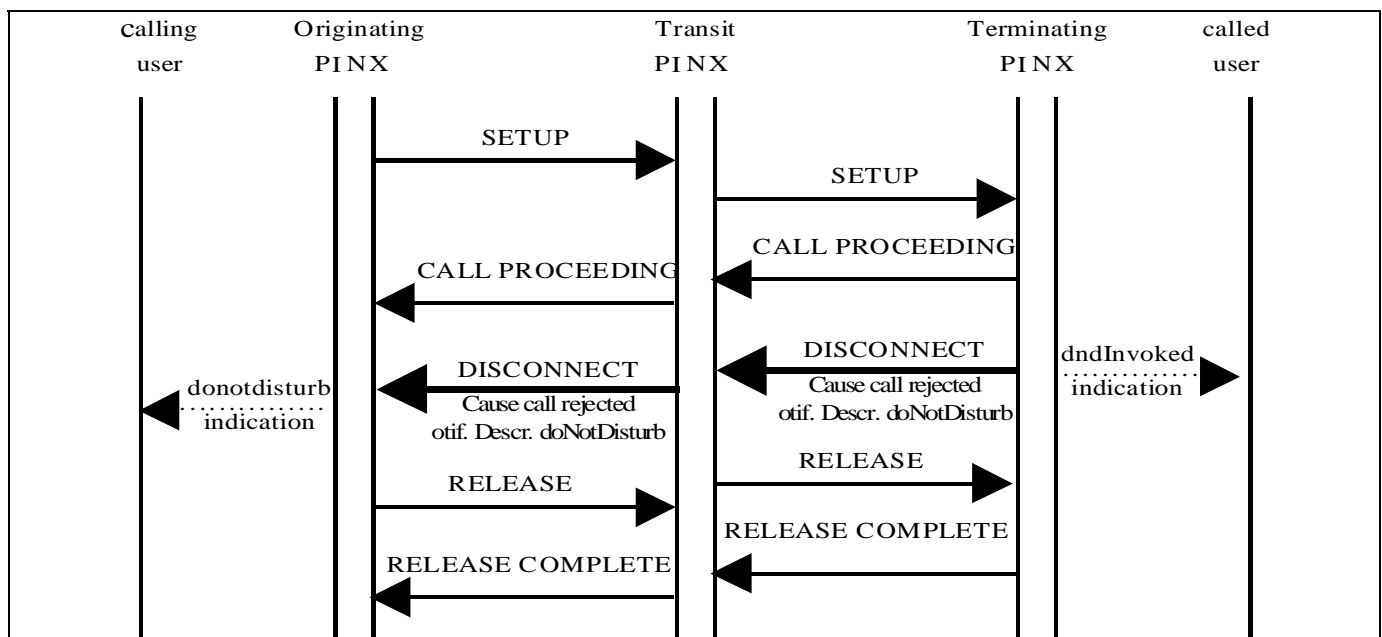 calling Originating Transit Terminating called
user PINX PINX PINX user
SETUP
SETUP
CALL PROCEEDING
CALL PROCEEDING
DISCONNECT
Cause call rejected
otif. Descr. doNotDisturb
dndInvoked
indication
DISCONNECT
Cause call rejected
otif. Descr. doNotDisturb
donotdisturb
indication
RELEASE
RELEASE
RELEASE COMPLETE
RELEASE COMPLETE